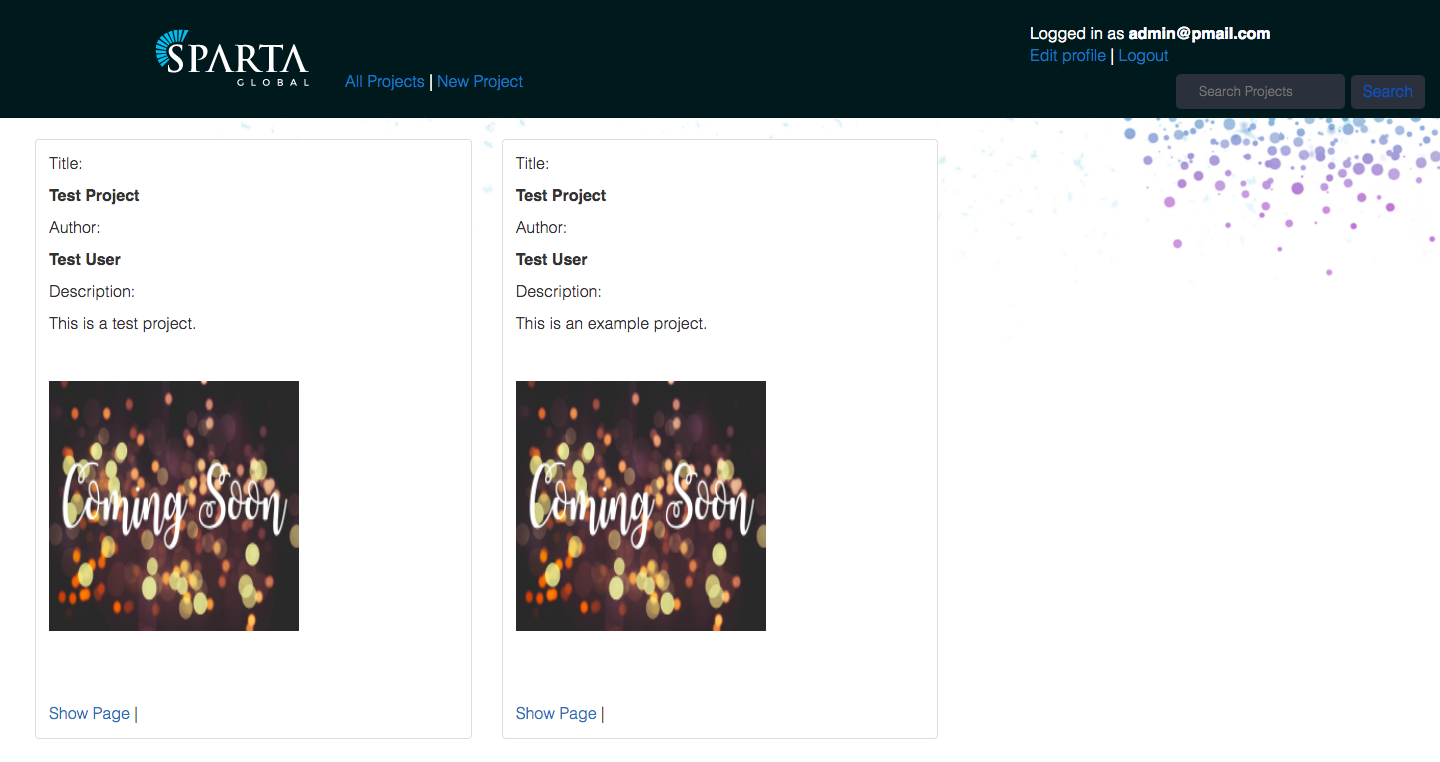 SPARTA
GLOBAL
All Projects | New Project
Logged in as admin@pmail.com
Edit profile | Logout
Search Projects
Search
Title:
Test Project
Author:
Test User
Description:
This is a test project.
Coming Soon
Show Page |
Title:
Test Project
Author:
Test User
Description:
This is an example project.
Coming Soon
Show Page |